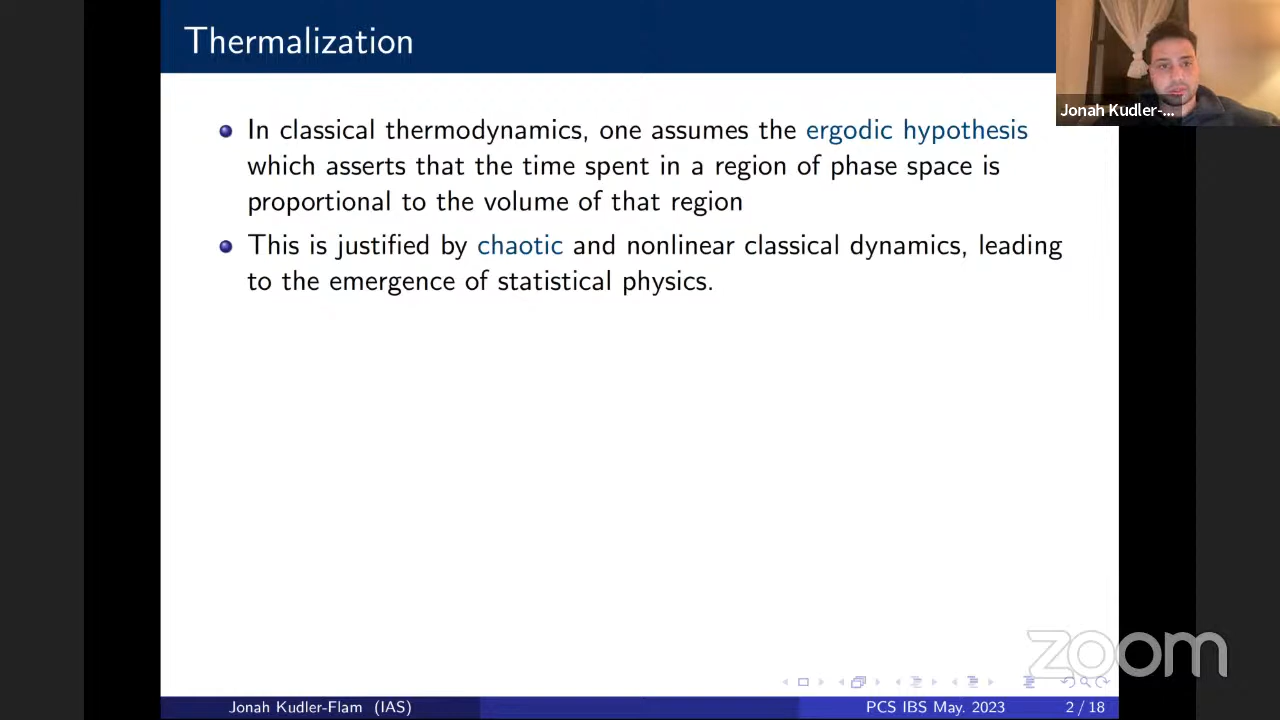 Thermalization
Jonah Kudler-...
In classical thermodynamics, one assumes the ergodic hypothesis
which asserts that the time spent in a region of phase space is
proportional to the volume of that region
This is justified by chaotic and nonlinear classical dynamics, leading
to the emergence of statistical physics.
zoom
Jonah Kudler-Flam (IAS)
PCS IBS May. 2023
2 / 18